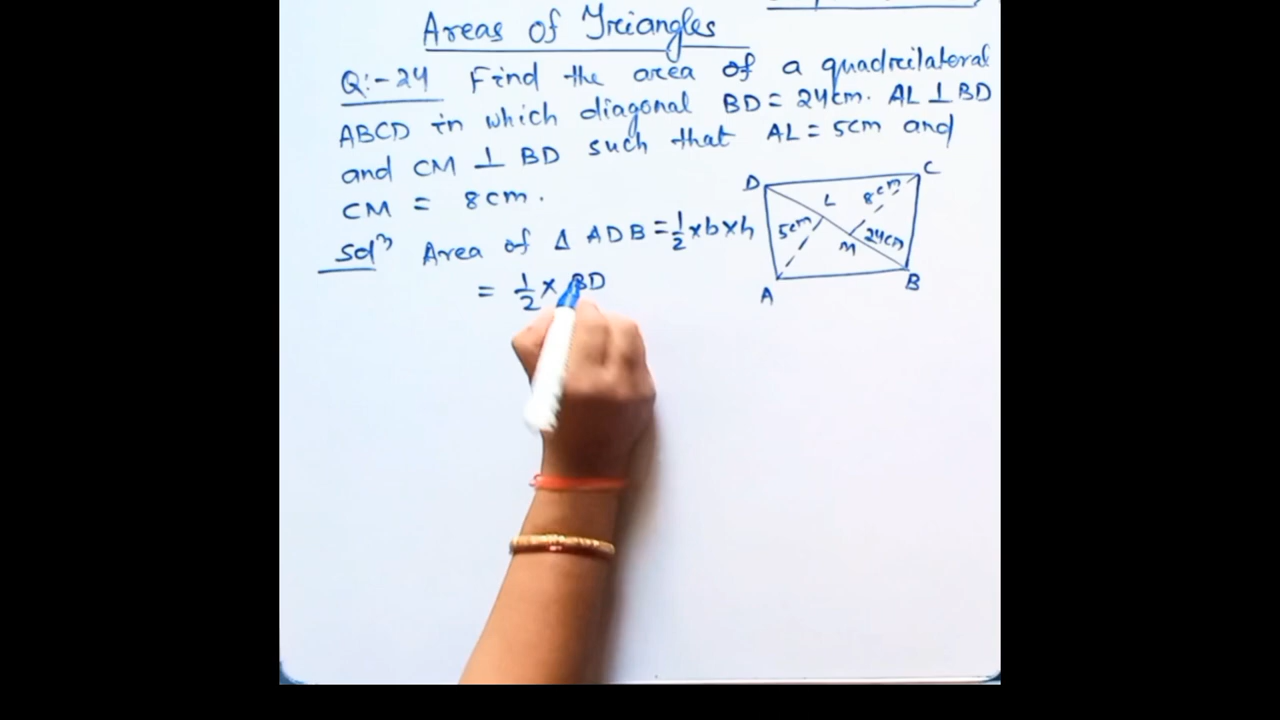 Areas of Triangles
Q:-24 Find the area of a quadrilateral
ABCD in which diagonal BD = 24cm. AL ⊥ BD
and CM ⊥ BD such that AL = 5cm and
CM = 8cm.
Solⁿ Area of Δ ADB = 1/2 x b x h
= 1/2 x BD
D
C
L
8cm
5cm
M
24cm
A
B